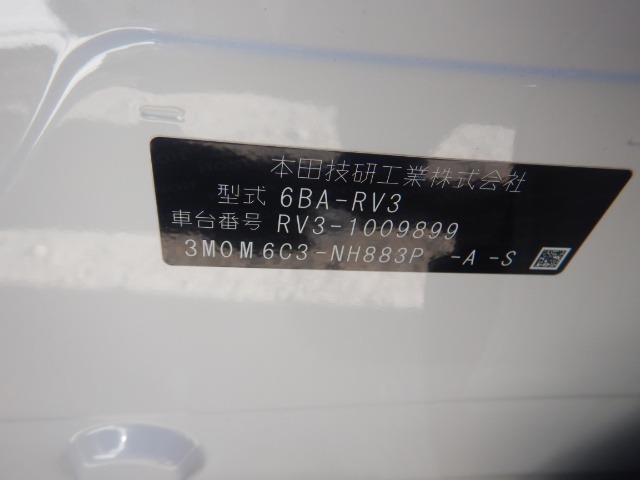 本田技研工業株式会社
型式 6BA-RV3
車台番号 RV3-1009899
3M0M6C3-NH883P -A -S